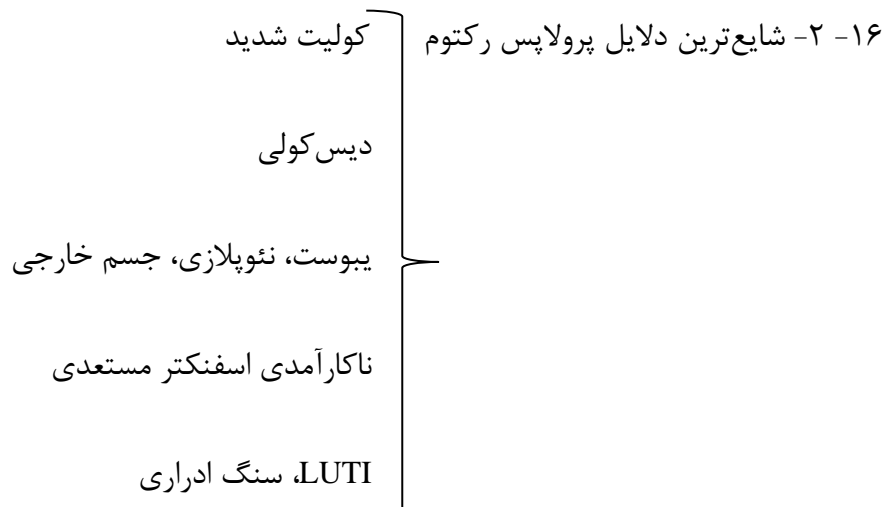 ۱۶- ۲- شایع‌ترین دلایل پرولاپس رکتوم
کولیت شدید
دیس‌کولی
یبوست، نئوپلازی، جسم خارجی
ناکارآمدی اسفنکتر مستعدی
LUTI، سنگ ادراری